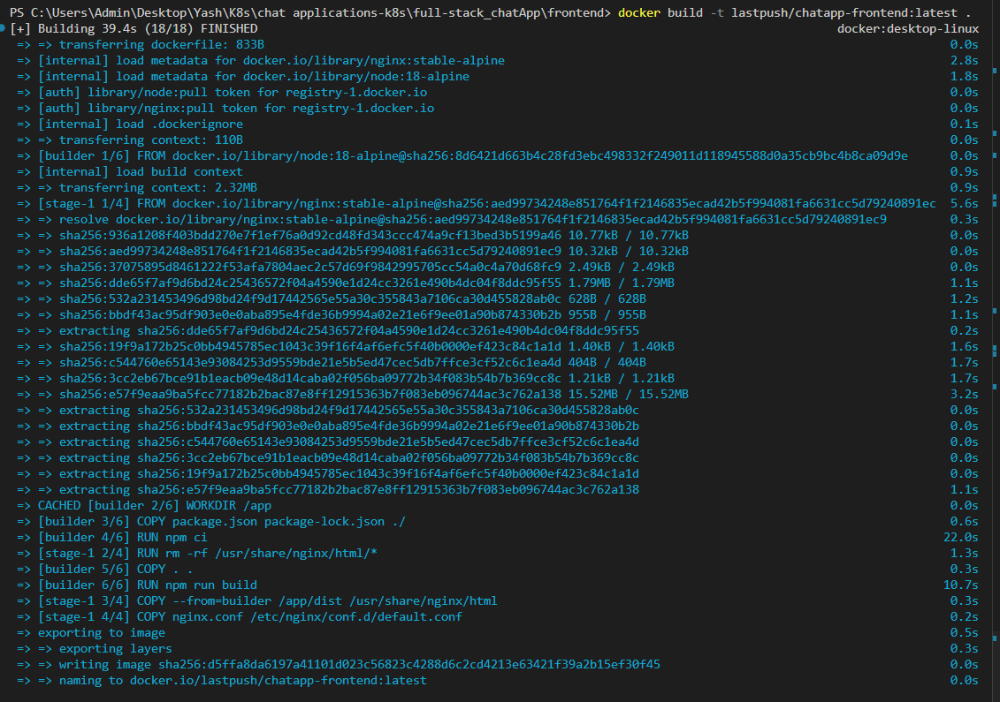 PS C:\Users\Admin\Desktop\Yash\K8s\chat applications-k8s\full-stack_chatApp\frontend> docker build -t lastpush/chatapp-frontend:latest .
[+] Building 39.4s (18/18) FINISHED docker:desktop-linux
=> => transferring dockerfile: 833B 0.0s
=> [internal] load metadata for docker.io/library/nginx:stable-alpine 2.8s
=> [internal] load metadata for docker.io/library/node:18-alpine 1.8s
=> [auth] library/node:pull token for registry-1.docker.io 0.0s
=> [auth] library/nginx:pull token for registry-1.docker.io 0.0s
=> [internal] load .dockerignore 0.1s
=> => transferring context: 110B 0.0s
=> [builder 1/6] FROM docker.io/library/node:18-alpine@sha256:8d6421d663b4c28fd3ebc498332f249011d118945588d0a35cb9bc4b8ca09d9e 0.0s
=> [internal] load build context 0.9s
=> => transferring context: 2.32MB 0.9s
=> [stage-1 1/4] FROM docker.io/library/nginx:stable-alpine@sha256:aed99734248e851764f1f2146835ecad42b5f994081fa6631cc5d79240891ec 5.6s
=> => resolve docker.io/library/nginx:stable-alpine@sha256:aed99734248e851764f1f2146835ecad42b5f994081fa6631cc5d79240891ec9 0.3s
=> => sha256:936a1208f403bdd270e7f1ef76a0d92cd48fd343ccc474a9cf13bed3b5199a46 10.77kB / 10.77kB 0.0s
=> => sha256:aed99734248e851764f1f2146835ecad42b5f994081fa6631cc5d79240891ec9 10.32kB / 10.32kB 0.0s
=> => sha256:37075895d8461222f53afa7804aec2c57d69f9842995705cc54a0c4a70d68fc9 2.49kB / 2.49kB 0.0s
=> => sha256:dde65f7af9d6bd24c25436572f04a4590e1d24cc3261e490b4dc04f8ddc95f55 1.79MB / 1.79MB 1.1s
=> => sha256:532a231453496d98bd24f9d17442565e55a30c355843a7106ca30d455828ab0c 628B / 628B 1.2s
=> => sha256:bbdf43ac95df903e0e0aba895e4fde36b9994a02e21e6f9ee01a90b874330b2b 955B / 955B 1.1s
=> => extracting sha256:dde65f7af9d6bd24c25436572f04a4590e1d24cc3261e490b4dc04f8ddc95f55 0.2s
=> => sha256:19f9a172b25c0bb4945785ec1043c39f16f4af6efc5f40b0000ef423c84c1a1d 1.40kB / 1.40kB 1.6s
=> => sha256:c544760e65143e93084253d9559bde21e5b5ed47cec5db7ffce3cf52c6c1ea4d 404B / 404B 1.7s
=> => sha256:3cc2eb67bce91b1eacb09e48d14caba02f056ba09772b34f083b54b7b369cc8c 1.21kB / 1.21kB 1.7s
=> => sha256:e57f9eaa9ba5fcc77182b2bac87e8ff12915363b7f083eb096744ac3c762a138 15.52MB / 15.52MB 3.2s
=> => extracting sha256:532a231453496d98bd24f9d17442565e55a30c355843a7106ca30d455828ab0c 0.0s
=> => extracting sha256:bbdf43ac95df903e0e0aba895e4fde36b9994a02e21e6f9ee01a90b874330b2b 0.0s
=> => extracting sha256:c544760e65143e93084253d9559bde21e5b5ed47cec5db7ffce3cf52c6c1ea4d 0.0s
=> => extracting sha256:3cc2eb67bce91b1eacb09e48d14caba02f056ba09772b34f083b54b7b369cc8c 0.0s
=> => extracting sha256:19f9a172b25c0bb4945785ec1043c39f16f4af6efc5f40b0000ef423c84c1a1d 0.0s
=> => extracting sha256:e57f9eaa9ba5fcc77182b2bac87e8ff12915363b7f083eb096744ac3c762a138 1.1s
=> CACHED [builder 2/6] WORKDIR /app 0.0s
=> [builder 3/6] COPY package.json package-lock.json ./ 0.6s
=> [builder 4/6] RUN npm ci 22.0s
=> [stage-1 2/4] RUN rm -rf /usr/share/nginx/html/* 1.3s
=> [builder 5/6] COPY . . 0.3s
=> [builder 6/6] RUN npm run build 10.7s
=> [stage-1 3/4] COPY --from=builder /app/dist /usr/share/nginx/html 0.3s
=> [stage-1 4/4] COPY nginx.conf /etc/nginx/conf.d/default.conf 0.2s
=> exporting to image 0.5s
=> => exporting layers 0.3s
=> => writing image sha256:d5ffa8da6197a41101d023c56823c4288d6c2cd4213e63421f39a2b15ef30f45 0.0s
=> => naming to docker.io/lastpush/chatapp-frontend:latest 0.0s